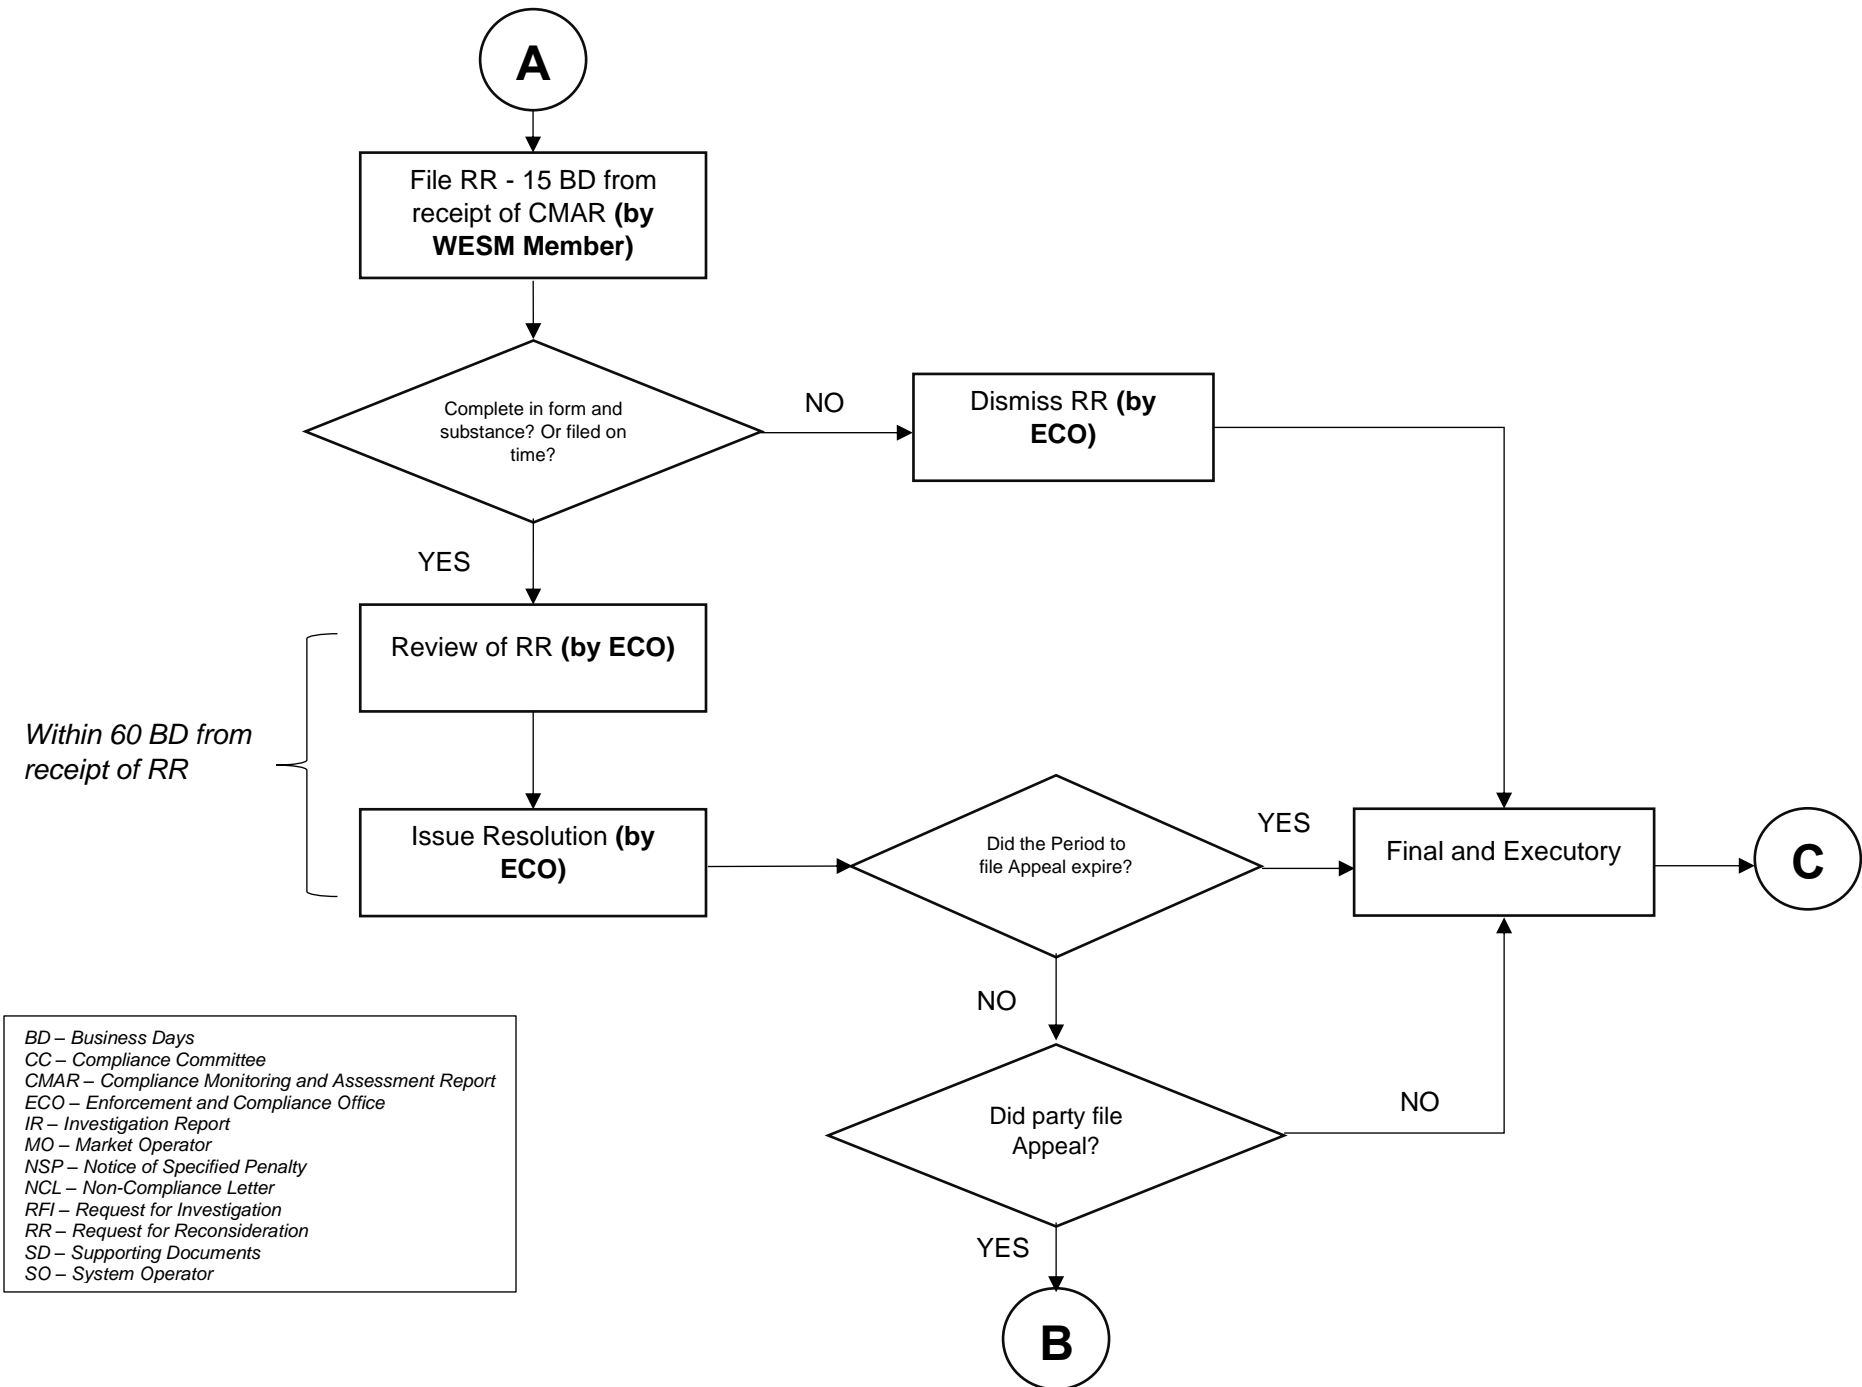 A
File RR - 15 BD from
receipt of CMAR (by
WESM Member)
Complete in form and
substance? Or filed on
time?
NO
Dismiss RR (by
ECO)
YES
Review of RR (by ECO)
Within 60 BD from
receipt of RR
Issue Resolution (by
ECO)
Did the Period to
file Appeal expire?
YES
Final and Executory
C
NO
Did party file
Appeal?
NO
YES
B
BD – Business Days
CC – Compliance Committee
CMAR – Compliance Monitoring and Assessment Report
ECO – Enforcement and Compliance Office
IR – Investigation Report
MO – Market Operator
NSP – Notice of Specified Penalty
NCL – Non-Compliance Letter
RFI – Request for Investigation
RR – Request for Reconsideration
SD – Supporting Documents
SO – System Operator